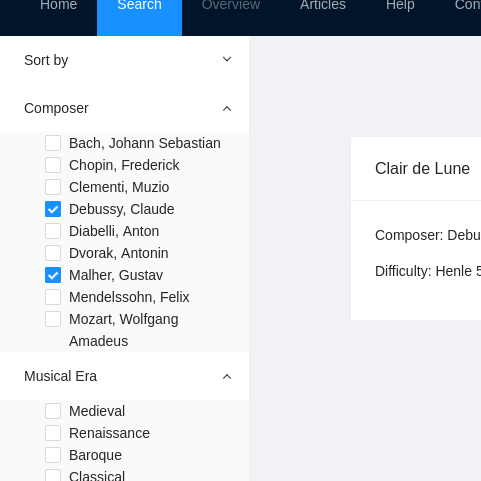 Home Search Overview Articles Help
Sort by
Composer
Bach, Johann Sebastian
Chopin, Frederick
Clementi, Muzio
Debussy, Claude
Diabelli, Anton
Dvorak, Antonin
Malher, Gustav
Mendelssohn, Felix
Mozart, Wolfgang
Amadeus
Musical Era
Medieval
Renaissance
Baroque
Classical
Clair de Lune
Composer: Debu
Difficulty: Henle 5